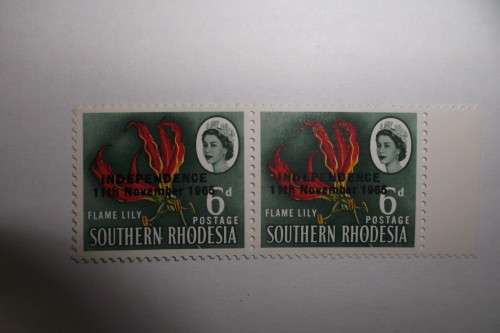 INDEPENDENCE
11th November 1965
6d
FLAME LILY
POSTAGE
SOUTHERN RHODESIA
INDEPENDENCE
11th November 1965
6d
FLAME LILY
POSTAGE
SOUTHERN RHODESIA